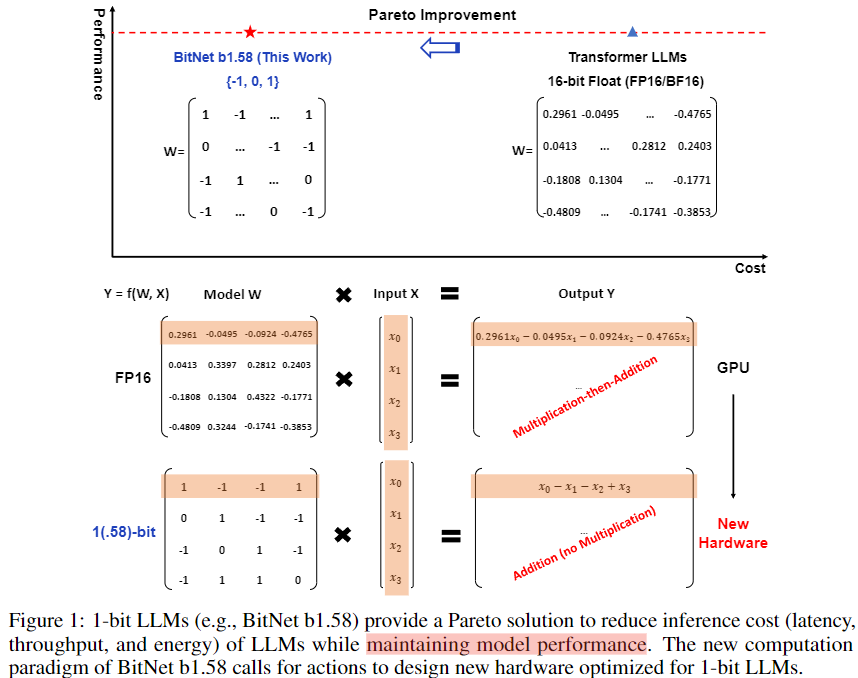 Performance
Pareto Improvement
BitNet b1.58 (This Work)
{-1, 0, 1}
W=
1 -1 ... 1
0 ... -1 -1
-1 1 ... 0
-1 ... 0 -1
Transformer LLMs
16-bit Float (FP16/BF16)
W=
0.2961 -0.0495 ... -0.4765
0.0413 ... 0.2812 0.2403
-0.1808 0.1304 ... -0.1771
-0.4809 ... -0.1741 -0.3853
Cost
Y = f(W, X) Model W ✖ Input X = Output Y
FP16
0.2961 -0.0495 -0.0924 -0.4765
0.0413 0.3397 0.2812 0.2403
-0.1808 0.1304 0.4322 -0.1771
-0.4809 0.3244 -0.1741 -0.3853
✖
x₀
x₁
x₂
x₃
=
0.2961x₀ − 0.0495x₁ − 0.0924x₂ − 0.4765x₃
...
Multiplication-then-Addition
GPU
1(.58)-bit
1 -1 -1 1
0 1 -1 -1
-1 0 1 -1
-1 1 1 0
✖
x₀
x₁
x₂
x₃
=
x₀ − x₁ − x₂ + x₃
...
Addition (no Multiplication)
New
Hardware
Figure 1: 1-bit LLMs (e.g., BitNet b1.58) provide a Pareto solution to reduce inference cost (latency,
throughput, and energy) of LLMs while maintaining model performance. The new computation
paradigm of BitNet b1.58 calls for actions to design new hardware optimized for 1-bit LLMs.